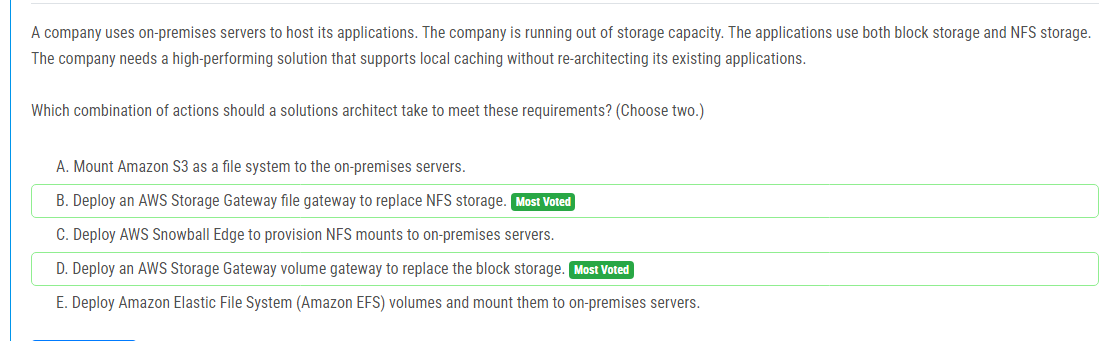 A company uses on-premises servers to host its applications. The company is running out of storage capacity. The applications use both block storage and NFS storage.
The company needs a high-performing solution that supports local caching without re-architecting its existing applications.
Which combination of actions should a solutions architect take to meet these requirements? (Choose two.)
A. Mount Amazon S3 as a file system to the on-premises servers.
B. Deploy an AWS Storage Gateway file gateway to replace NFS storage. Most Voted
C. Deploy AWS Snowball Edge to provision NFS mounts to on-premises servers.
D. Deploy an AWS Storage Gateway volume gateway to replace the block storage. Most Voted
E. Deploy Amazon Elastic File System (Amazon EFS) volumes and mount them to on-premises servers.